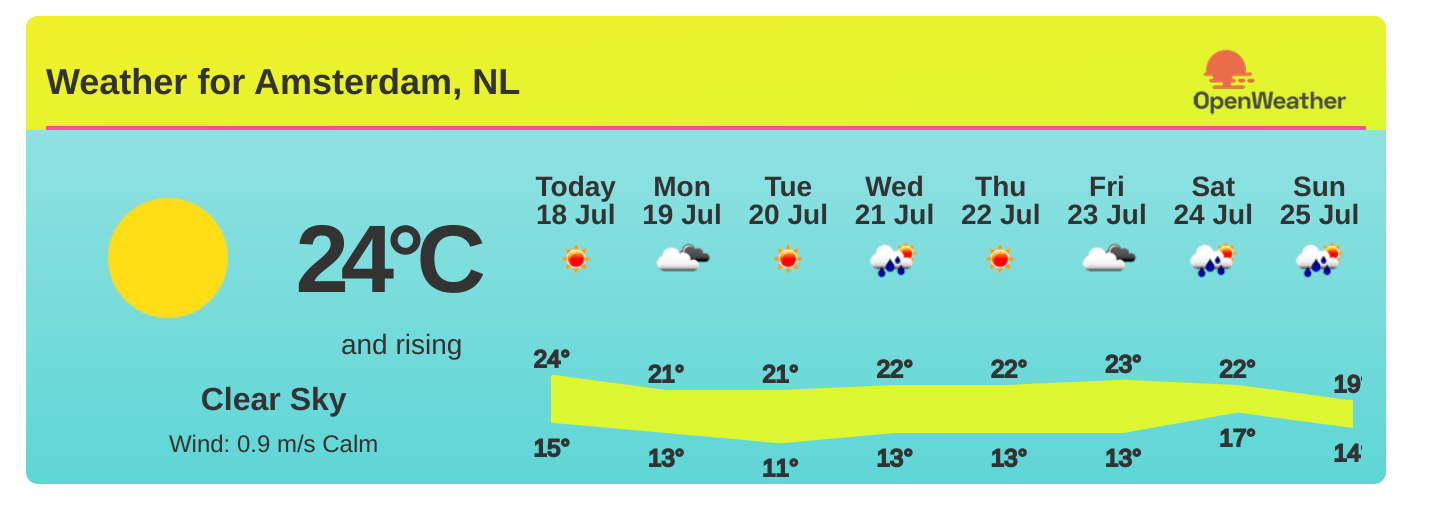 Weather for Amsterdam, NL
OpenWeather
24°C
and rising
Clear Sky
Wind: 0.9 m/s Calm
Today Mon Tue Wed Thu Fri Sat Sun
18 Jul 19 Jul 20 Jul 21 Jul 22 Jul 23 Jul 24 Jul 25 Jul
24° 21° 21° 22° 22° 23° 22° 19°
15° 13° 11° 13° 13° 13° 17° 14°